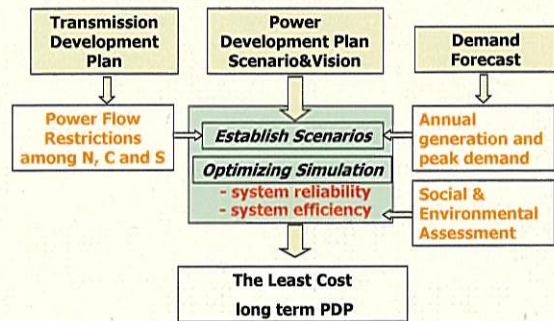 Transmission
Development
Plan
Power
Development Plan
Scenario&Vision
Demand
Forecast
Power Flow
Restrictions
among N, C and S
Establish Scenarios
Optimizing Simulation
- system reliability
- system efficiency
Annual
generation and
peak demand
Social &
Environmental
Assessment
The Least Cost
long term PDP